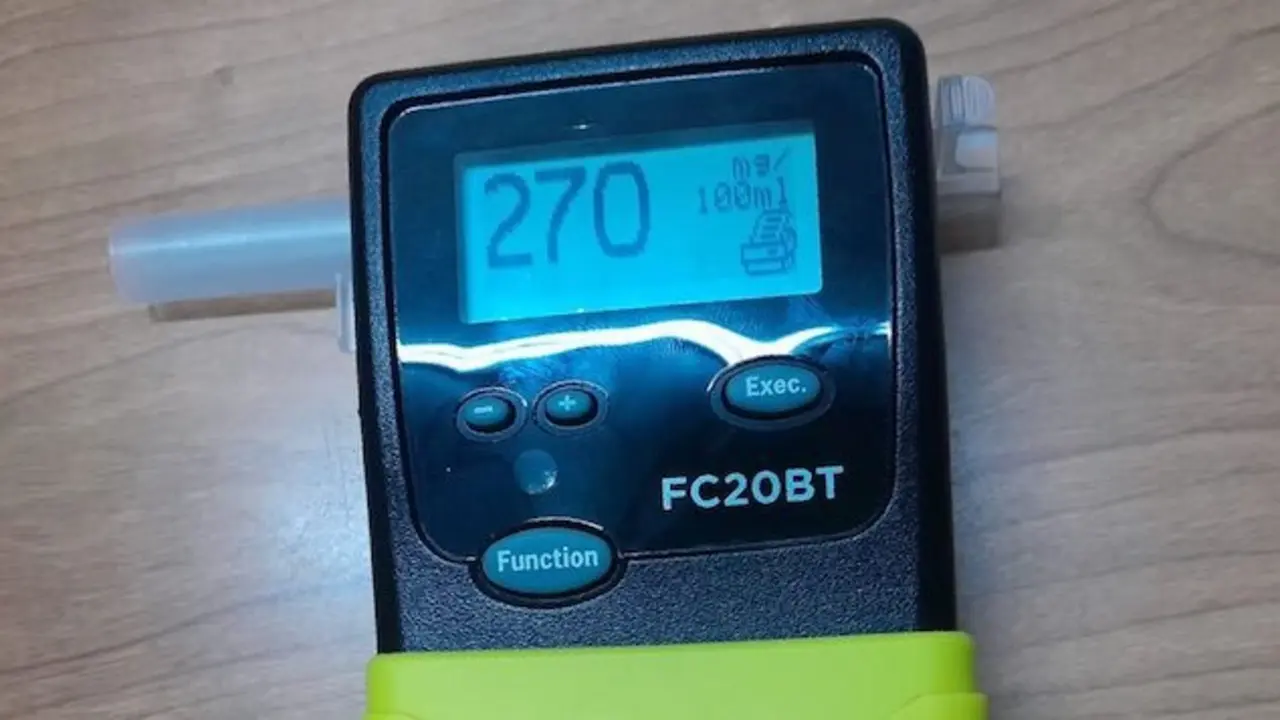 270
mg/
100ml
-
+
Exec.
FC20BT
Function